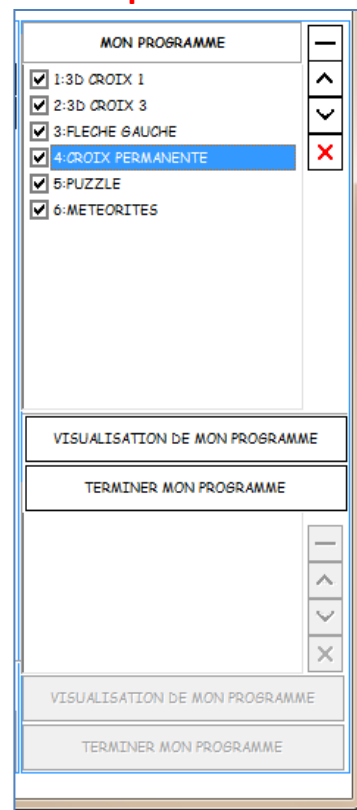 MON PROGRAMME
1:3D CROIX 1
2:3D CROIX 3
3:FLECHE GAUCHE
4:CROIX PERMANENTE
5:PUZZLE
6:METEORITES
VISUALISATION DE MON PROGRAMME
TERMINER MON PROGRAMME
VISUALISATION DE MON PROGRAMME
TERMINER MON PROGRAMME